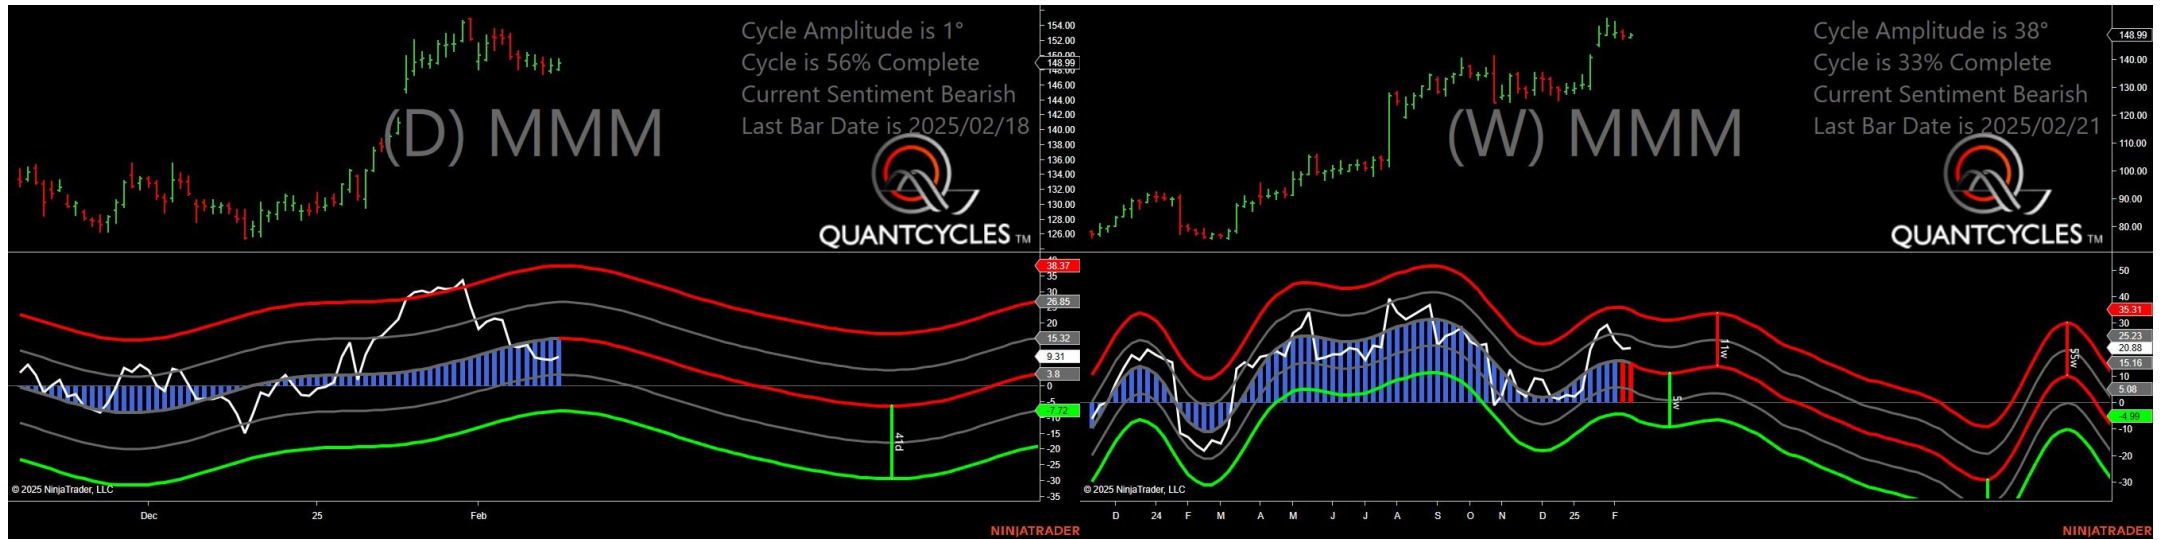 Cycle Amplitude is 1°
Cycle is 56% Complete
Current Sentiment Bearish
Last Bar Date is 2025/02/18
(D) MMM
QUANTCYCLES TM
154.00
152.00
148.99
148.00
146.00
144.00
142.00
140.00
138.00
136.00
134.00
132.00
130.00
128.00
126.00
38.37
35
30
26.85
20
15.32
9.31
3.8
0
-5
-7.72
-15
-20
-25
-30
-35
41d
© 2025 NinjaTrader, LLC
Dec
25
Feb
NINJATRADER
Cycle Amplitude is 38°
Cycle is 33% Complete
Current Sentiment Bearish
Last Bar Date is 2025/02/21
(W) MMM
QUANTCYCLES TM
148.99
140.00
130.00
120.00
110.00
100.00
90.00
80.00
50
40
35.31
30
25.23
20.88
15.16
10
5.08
0
-4.99
-10
-20
-30
11w
5w
55w
© 2025 NinjaTrader, LLC
D 24 F M A M J J A S O N D 25 F
NINJATRADER